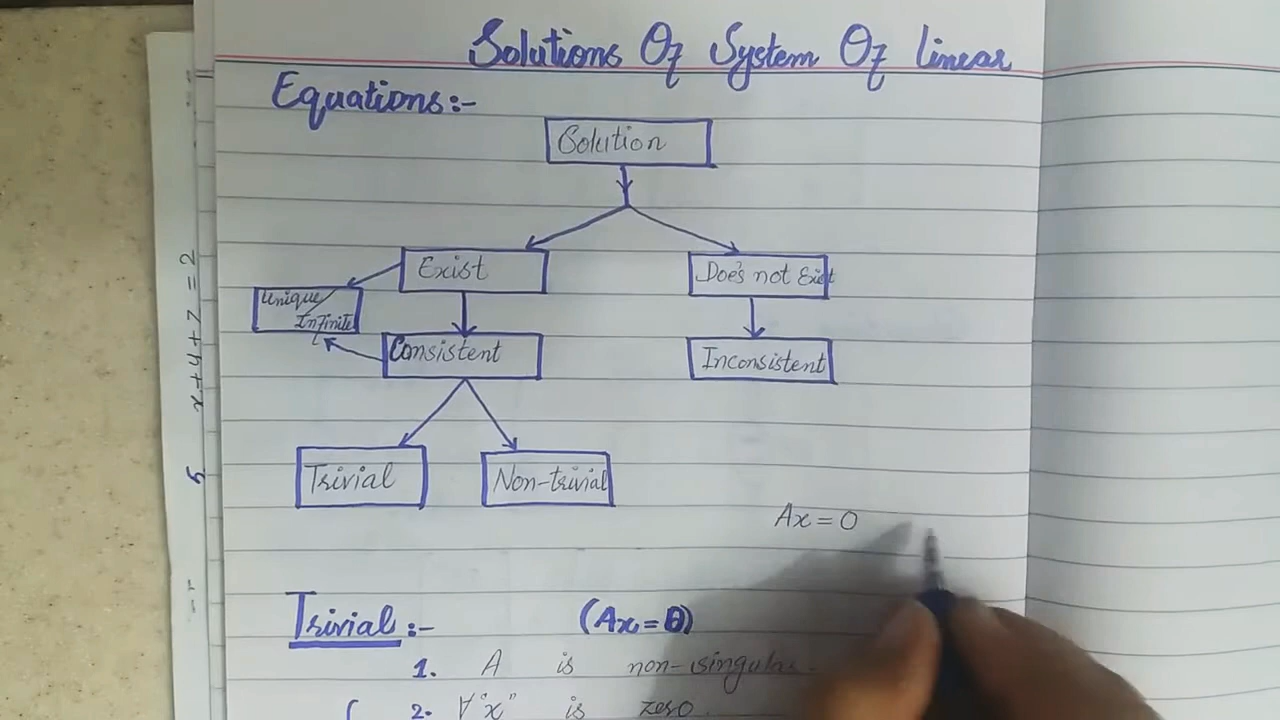 Solutions Of System Of Linear
Equations:-
Solution
Exist
Does not Exist
Unique
Infinite
Consistent
Inconsistent
Trivial
Non-trivial
Ax = 0
Trivial :- (Ax=0)
1. A is non-singular.
2. ∀"x" is zero.
x+y+z=2